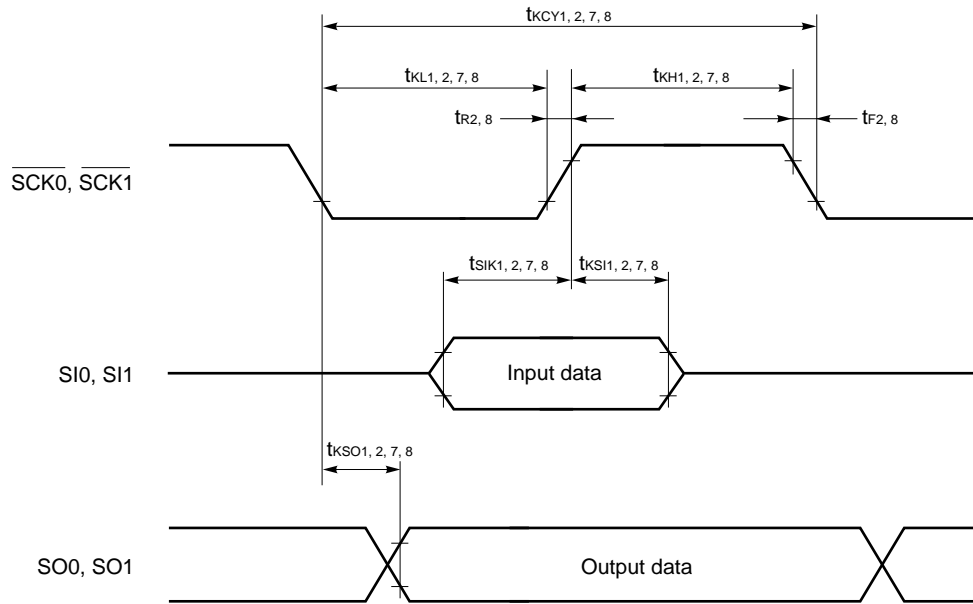 tKCY1, 2, 7, 8
tKL1, 2, 7, 8
tKH1, 2, 7, 8
tR2, 8
tF2, 8
SCK0, SCK1
tSIK1, 2, 7, 8
tKSI1, 2, 7, 8
SI0, SI1
Input data
tKSO1, 2, 7, 8
SO0, SO1
Output data